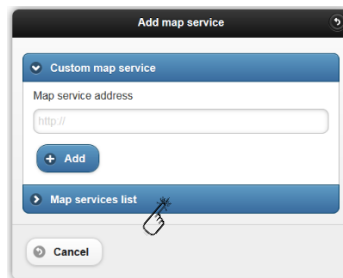 Add map service
Custom map service
Map service address
http://
Add
Map services list
Cancel